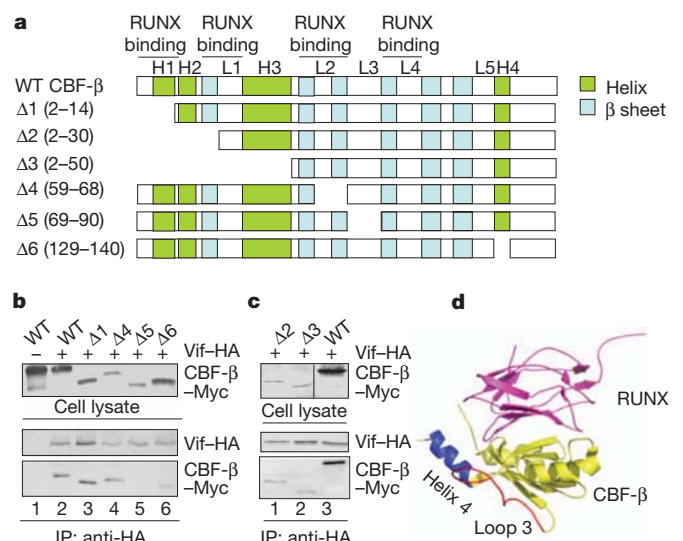 a
RUNX binding RUNX binding RUNX binding RUNX binding
H1 H2 L1 H3 L2 L3 L4 L5 H4
WT CBF-β
Δ1 (2–14)
Δ2 (2–30)
Δ3 (2–50)
Δ4 (59–68)
Δ5 (69–90)
Δ6 (129–140)
Helix
β sheet
b
WT WT Δ1 Δ4 Δ5 Δ6
– + + + + + Vif–HA
CBF-β
–Myc
Cell lysate
Vif–HA
CBF-β
–Myc
1 2 3 4 5 6
IP: anti-HA
c
Δ2 Δ3 WT
+ + + Vif–HA
CBF-β
–Myc
Cell lysate
Vif–HA
CBF-β
–Myc
1 2 3
IP: anti-HA
d
RUNX
CBF-β
Helix 4
Loop 3